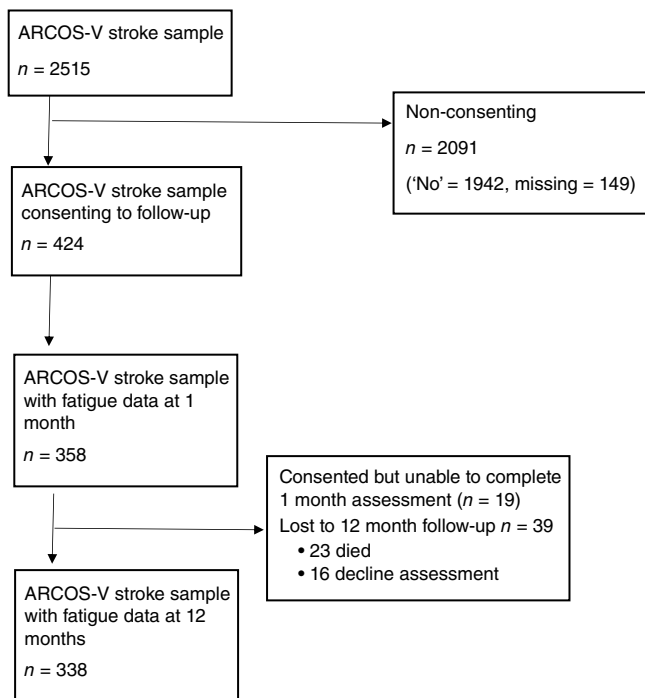 ARCOS-V stroke sample
n = 2515
Non-consenting
n = 2091
(‘No’ = 1942, missing = 149)
ARCOS-V stroke sample
consenting to follow-up
n = 424
ARCOS-V stroke sample
with fatigue data at 1
month
n = 358
Consented but unable to complete
1 month assessment (n = 19)
Lost to 12 month follow-up n = 39
• 23 died
• 16 decline assessment
ARCOS-V stroke sample
with fatigue data at 12
months
n = 338